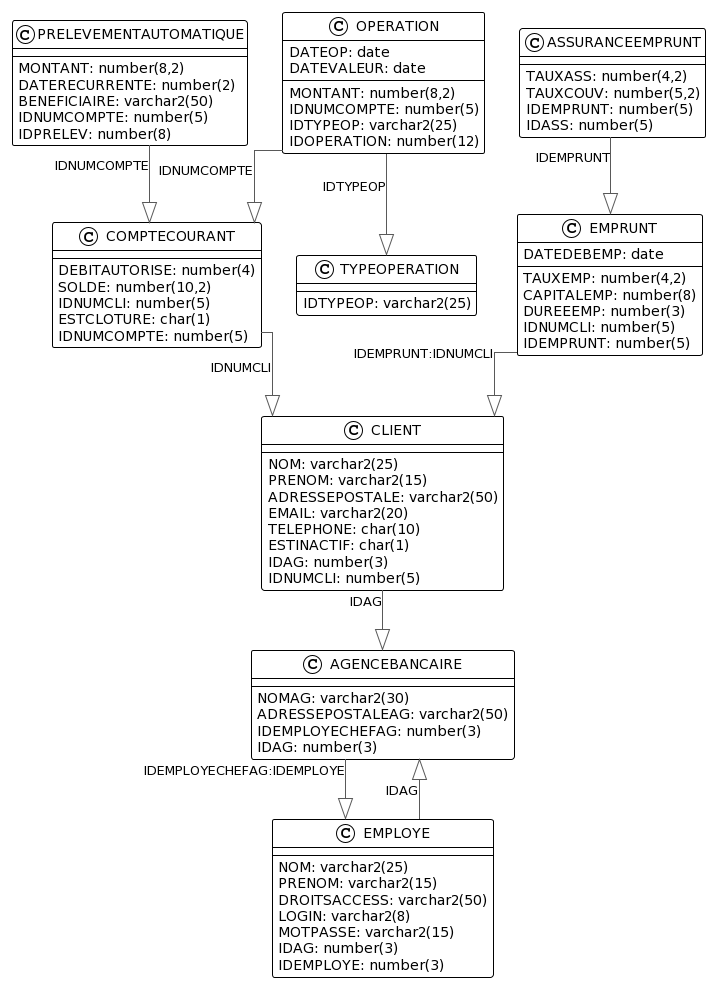 C PRELEVEMENTAUTOMATIQUE
MONTANT: number(8,2)
DATERECURRENTE: number(2)
BENEFICIAIRE: varchar2(50)
IDNUMCOMPTE: number(5)
IDPRELEV: number(8)
C OPERATION
DATEOP: date
DATEVALEUR: date
MONTANT: number(8,2)
IDNUMCOMPTE: number(5)
IDTYPEOP: varchar2(25)
IDOPERATION: number(12)
C ASSURANCEEMPRUNT
TAUXASS: number(4,2)
TAUXCOUV: number(5,2)
IDEMPRUNT: number(5)
IDASS: number(5)
IDNUMCOMPTE
IDNUMCOMPTE
IDTYPEOP
IDEMPRUNT
C COMPTECOURANT
DEBITAUTORISE: number(4)
SOLDE: number(10,2)
IDNUMCLI: number(5)
ESTCLOTURE: char(1)
IDNUMCOMPTE: number(5)
C TYPEOPERATION
IDTYPEOP: varchar2(25)
C EMPRUNT
DATEDEBEMP: date
TAUXEMP: number(4,2)
CAPITALEMP: number(8)
DUREEEMP: number(3)
IDNUMCLI: number(5)
IDEMPRUNT: number(5)
IDNUMCLI
IDEMPRUNT:IDNUMCLI
C CLIENT
NOM: varchar2(25)
PRENOM: varchar2(15)
ADRESSEPOSTALE: varchar2(50)
EMAIL: varchar2(20)
TELEPHONE: char(10)
ESTINACTIF: char(1)
IDAG: number(3)
IDNUMCLI: number(5)
IDAG
C AGENCEBANCAIRE
NOMAG: varchar2(30)
ADRESSEPOSTALEAG: varchar2(50)
IDEMPLOYECHEFAG: number(3)
IDAG: number(3)
IDEMPLOYECHEFAG:IDEMPLOYE
IDAG
C EMPLOYE
NOM: varchar2(25)
PRENOM: varchar2(15)
DROITSACCESS: varchar2(50)
LOGIN: varchar2(8)
MOTPASSE: varchar2(15)
IDAG: number(3)
IDEMPLOYE: number(3)